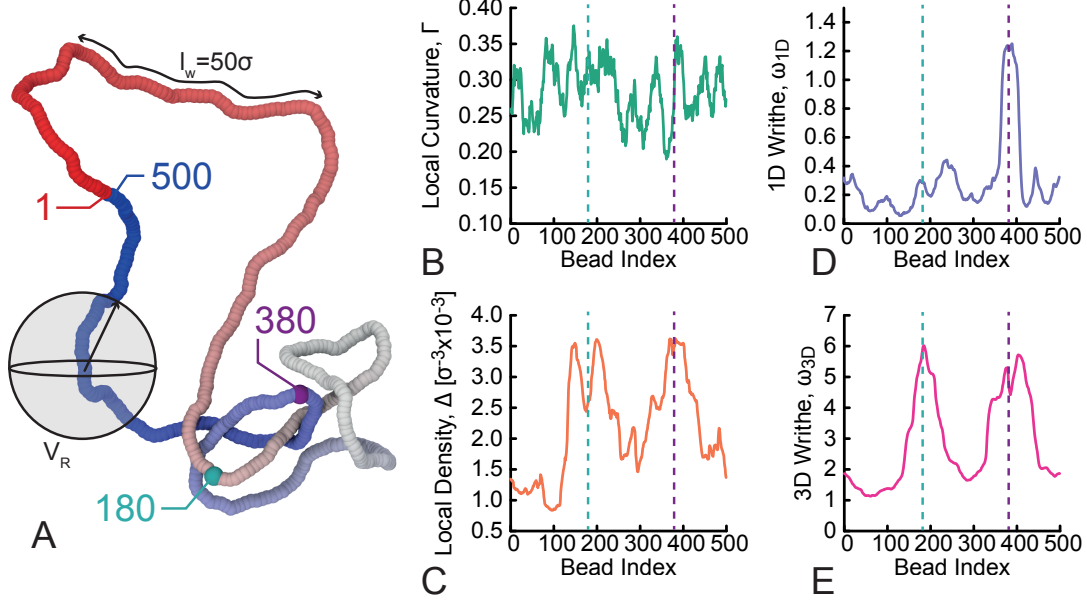 l_w=50σ
500
1
380
V_R
180
A
Local Curvature, Γ
0.40
0.35
0.30
0.25
0.20
0.15
0.10
0 100 200 300 400 500
Bead Index
B
1D Writhe, ω1D
1.4
1.2
1.0
0.8
0.6
0.4
0.2
0.0
0 100 200 300 400 500
Bead Index
D
Local Density, Δ [σ⁻³x10⁻³]
4.0
3.5
3.0
2.5
2.0
1.5
1.0
0.5
0 100 200 300 400 500
Bead Index
C
3D Writhe, ω3D
7
6
5
4
3
2
1
0
0 100 200 300 400 500
Bead Index
E